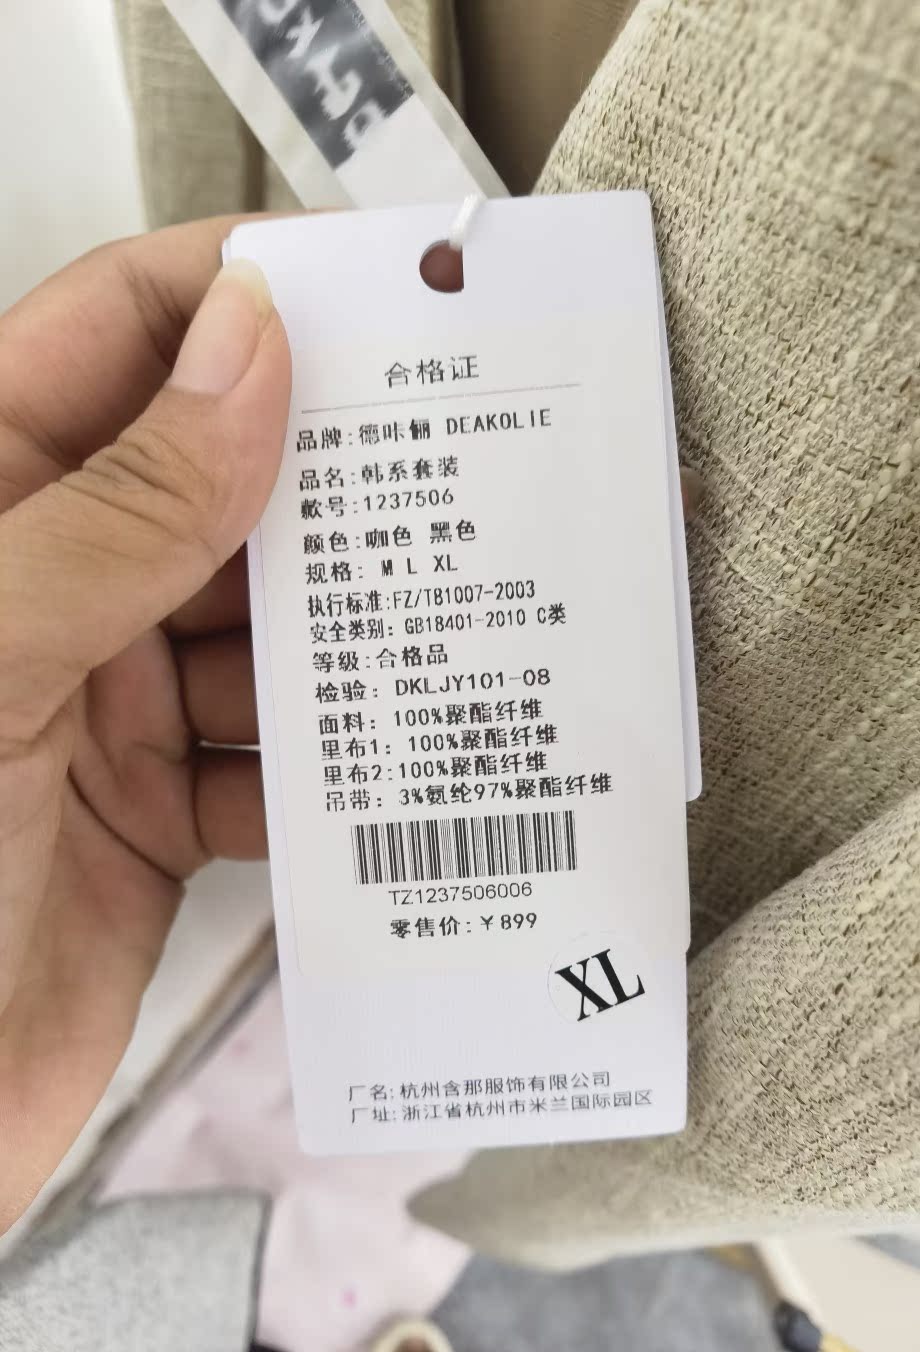 合格证
品牌:德咔俪 DEAKOLIE
品名:韩系套装
款号:1237506
颜色:咖色 黑色
规格: M L XL
执行标准:FZ/T81007-2003
安全类别: GB18401-2010 C类
等级:合格品
检验: DKLJY101-08
面料: 100%聚酯纤维
里布1: 100%聚酯纤维
里布2:100%聚酯纤维
吊带: 3%氨纶97%聚酯纤维
TZ1237506006
零售价:￥899
XL
厂名:杭州含那服饰有限公司
厂址:浙江省杭州市米兰国际园区